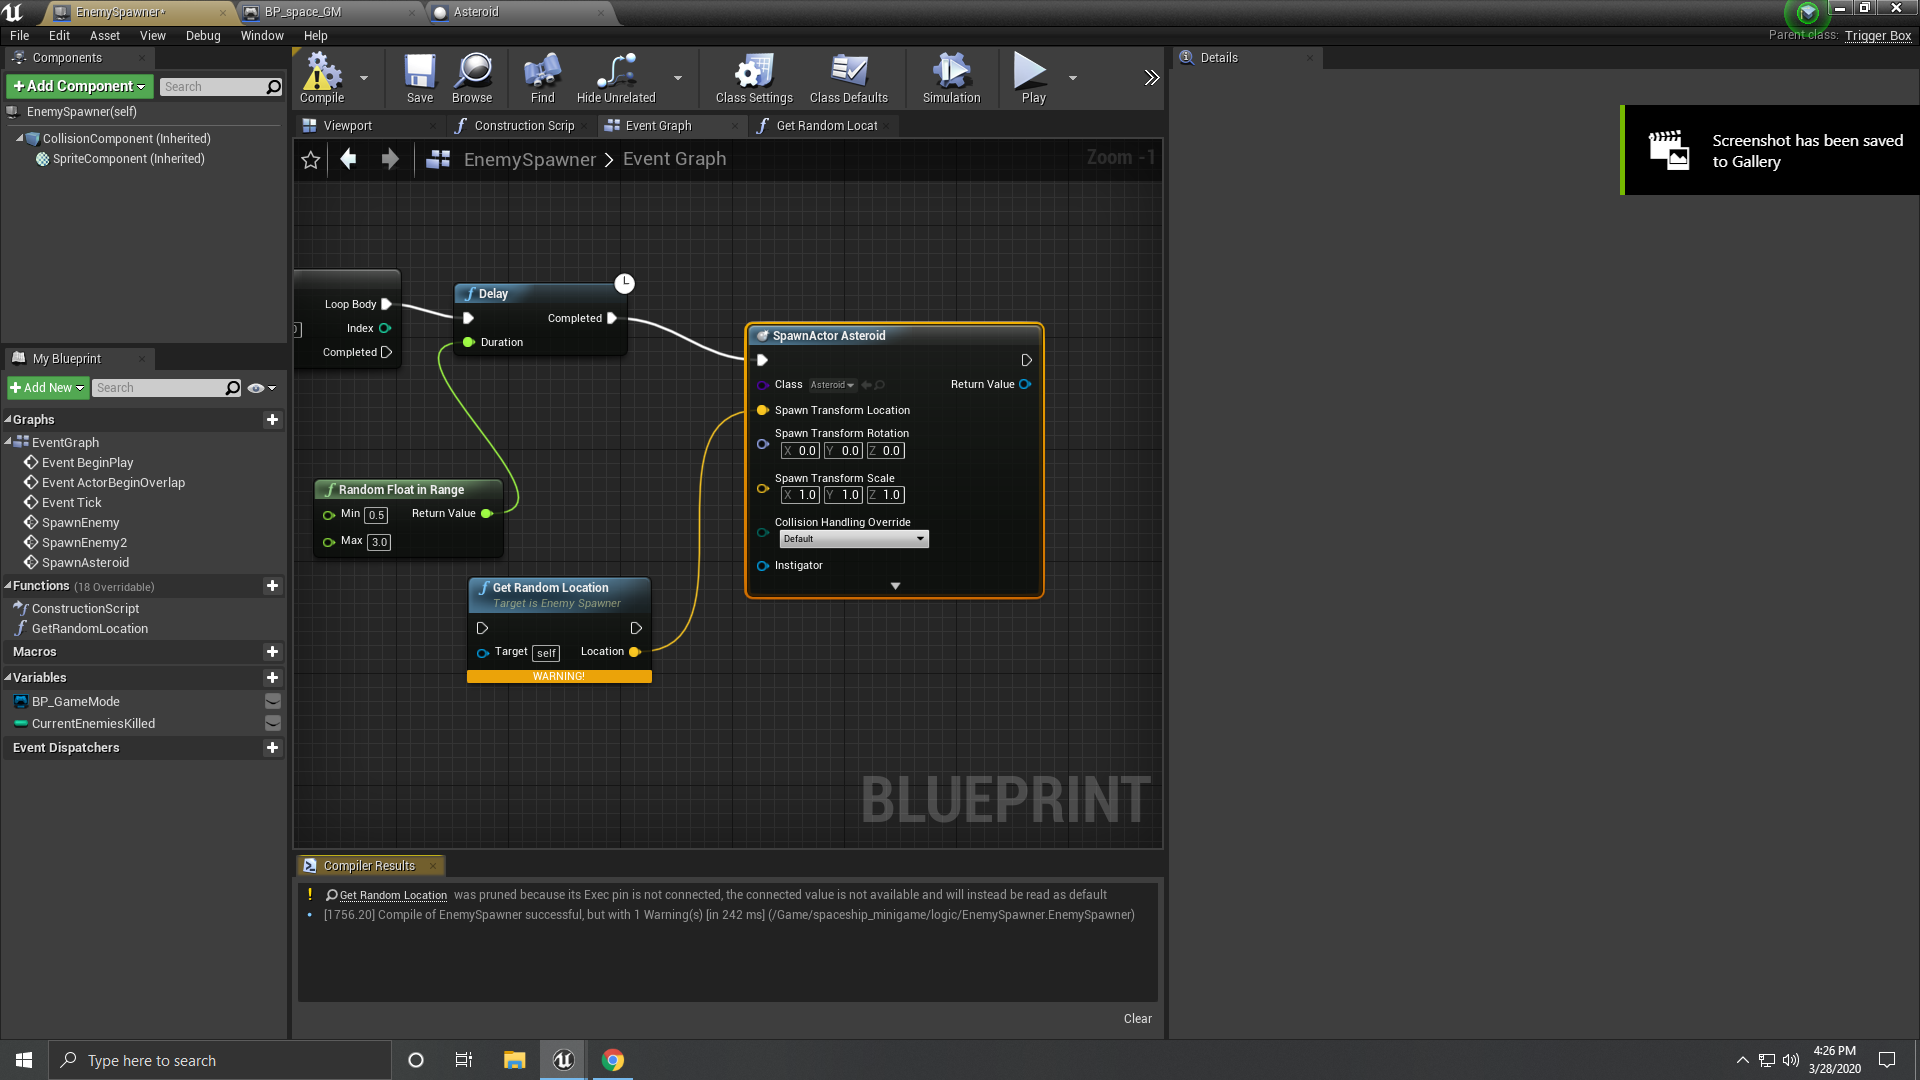 EnemySpawner•
BP_space_GM
Asteroid
File Edit Asset View Debug Window Help
Parent class: Trigger Box
Components
+Add Component
Search
EnemySpawner(self)
CollisionComponent (Inherited)
SpriteComponent (Inherited)
Compile
Save
Browse
Find
Hide Unrelated
Class Settings
Class Defaults
Simulation
Play
Details
Viewport
Construction Scrip
Event Graph
Get Random Locat
EnemySpawner > Event Graph
Zoom -1
Screenshot has been saved
to Gallery
Loop Body
Index
Completed
Delay
Completed
Duration
SpawnActor Asteroid
Class Asteroid
Return Value
Spawn Transform Location
Spawn Transform Rotation
X 0.0 Y 0.0 Z 0.0
Spawn Transform Scale
X 1.0 Y 1.0 Z 1.0
Collision Handling Override
Default
Instigator
Random Float in Range
Min 0.5 Return Value
Max 3.0
Get Random Location
Target is Enemy Spawner
Target self Location
WARNING!
BLUEPRINT
My Blueprint
+Add New
Search
Graphs
EventGraph
Event BeginPlay
Event ActorBeginOverlap
Event Tick
SpawnEnemy
SpawnEnemy2
SpawnAsteroid
Functions (18 Overridable)
ConstructionScript
GetRandomLocation
Macros
Variables
BP_GameMode
CurrentEnemiesKilled
Event Dispatchers
Compiler Results
! Get Random Location was pruned because its Exec pin is not connected, the connected value is not available and will instead be read as default
• [1756.20] Compile of EnemySpawner successful, but with 1 Warning(s) [in 242 ms] (/Game/spaceship_minigame/logic/EnemySpawner.EnemySpawner)
Clear
Type here to search
4:26 PM
3/28/2020